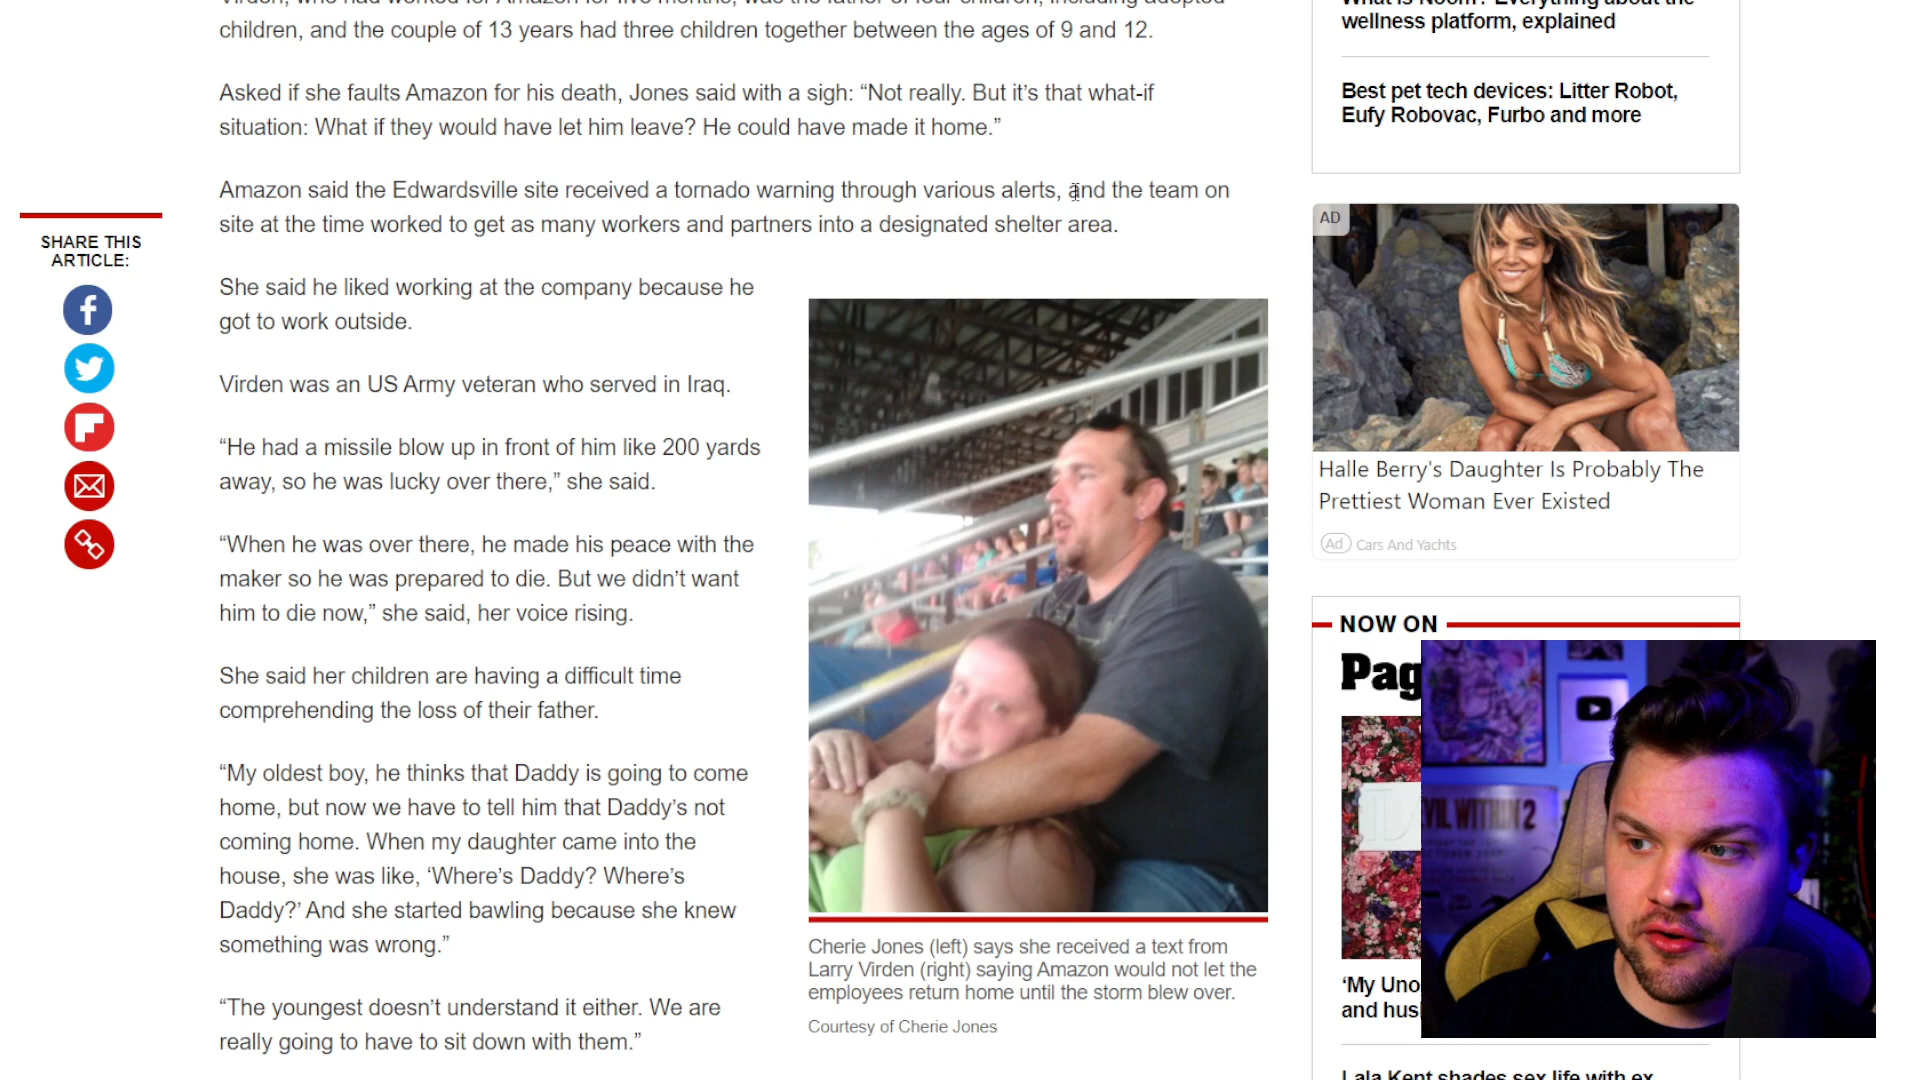 children, and the couple of 13 years had three children together between the ages of 9 and 12.
Asked if she faults Amazon for his death, Jones said with a sigh: “Not really. But it’s that what-if
situation: What if they would have let him leave? He could have made it home.”
Amazon said the Edwardsville site received a tornado warning through various alerts, and the team on
site at the time worked to get as many workers and partners into a designated shelter area.
SHARE THIS
ARTICLE:
She said he liked working at the company because he
got to work outside.
Virden was an US Army veteran who served in Iraq.
“He had a missile blow up in front of him like 200 yards
away, so he was lucky over there,” she said.
“When he was over there, he made his peace with the
maker so he was prepared to die. But we didn’t want
him to die now,” she said, her voice rising.
She said her children are having a difficult time
comprehending the loss of their father.
“My oldest boy, he thinks that Daddy is going to come
home, but now we have to tell him that Daddy’s not
coming home. When my daughter came into the
house, she was like, ‘Where’s Daddy? Where’s
Daddy?’ And she started bawling because she knew
something was wrong.”
“The youngest doesn’t understand it either. We are
really going to have to sit down with them.”
Cherie Jones (left) says she received a text from
Larry Virden (right) saying Amazon would not let the
employees return home until the storm blew over.
Courtesy of Cherie Jones
What is Noom? Everything about the
wellness platform, explained
Best pet tech devices: Litter Robot,
Eufy Robovac, Furbo and more
AD
Halle Berry's Daughter Is Probably The
Prettiest Woman Ever Existed
Ad Cars And Yachts
NOW ON
Pag
‘My Uno
and hus
Lala Kent shades sex life with ex
EVIL WITHIN 2